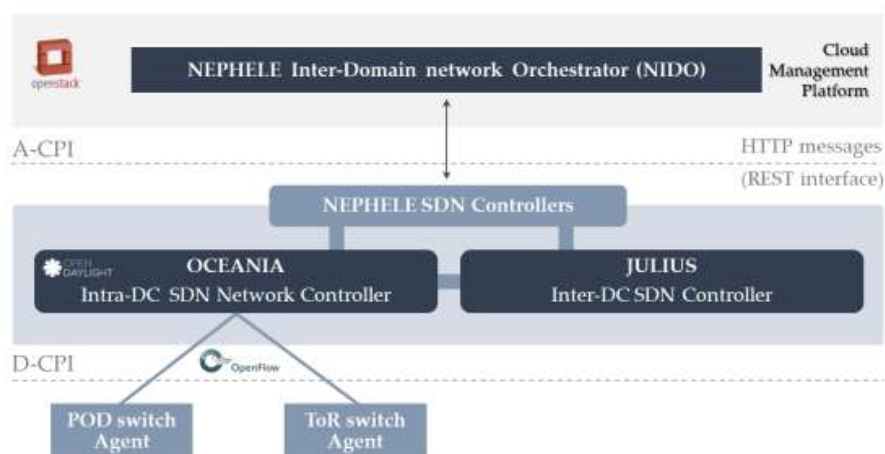 openstack
NEPHELE Inter-Domain network Orchestrator (NIDO)
Cloud
Management
Platform
A-CPI
HTTP messages
(REST interface)
NEPHELE SDN Controllers
OPEN
DAYLIGHT
OCEANIA
Intra-DC SDN Network Controller
JULIUS
Inter-DC SDN Controller
D-CPI
OpenFlow
POD switch
Agent
ToR switch
Agent